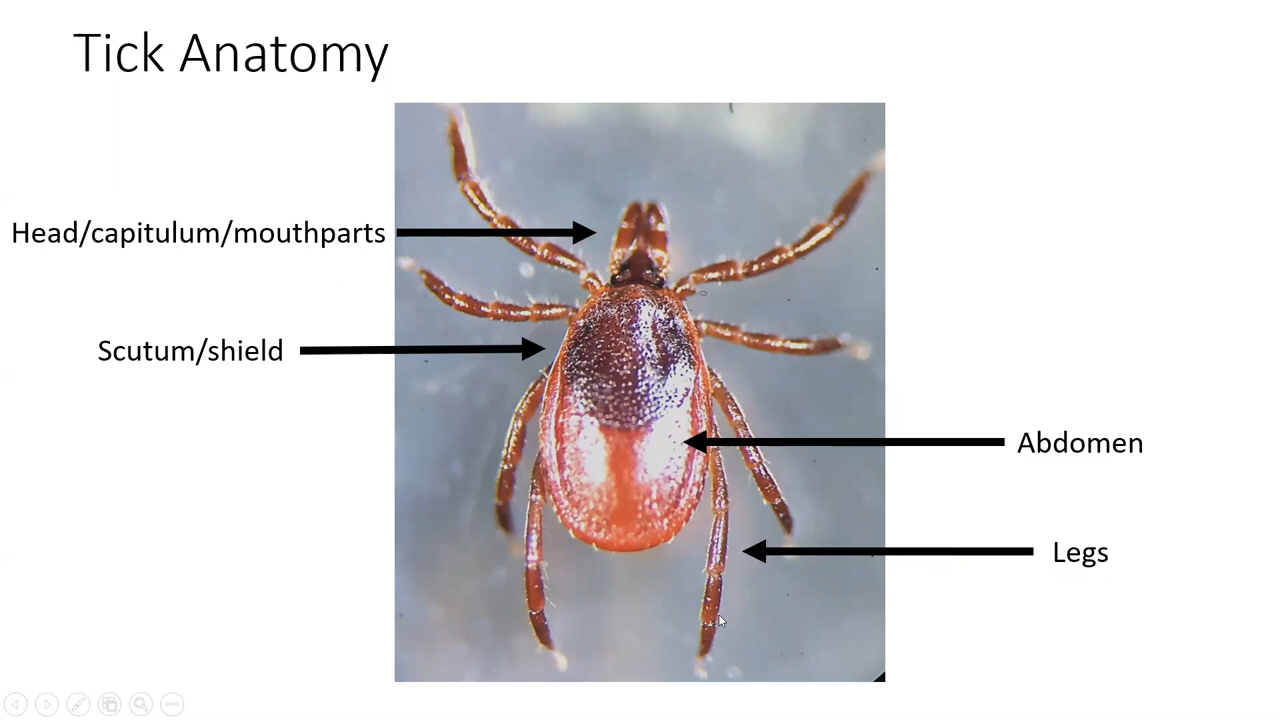 Tick Anatomy
Head/capitulum/mouthparts
Scutum/shield
Abdomen
Legs